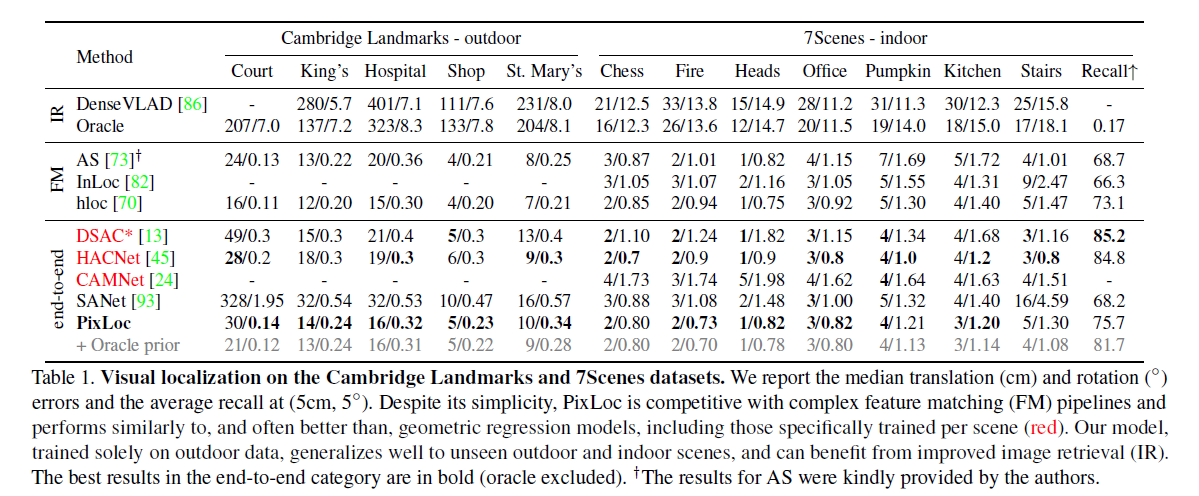 Method Cambridge Landmarks - outdoor 7Scenes - indoor
Court King's Hospital Shop St. Mary's Chess Fire Heads Office Pumpkin Kitchen Stairs Recall↑
IR
DenseVLAD [86] - 280/5.7 401/7.1 111/7.6 231/8.0 21/12.5 33/13.8 15/14.9 28/11.2 31/11.3 30/12.3 25/15.8 -
Oracle 207/7.0 137/7.2 323/8.3 133/7.8 204/8.1 16/12.3 26/13.6 12/14.7 20/11.5 19/14.0 18/15.0 17/18.1 0.17
FM
AS [73]† 24/0.13 13/0.22 20/0.36 4/0.21 8/0.25 3/0.87 2/1.01 1/0.82 4/1.15 7/1.69 5/1.72 4/1.01 68.7
InLoc [82] - - - - - 3/1.05 3/1.07 2/1.16 3/1.05 5/1.55 4/1.31 9/2.47 66.3
hloc [70] 16/0.11 12/0.20 15/0.30 4/0.20 7/0.21 2/0.85 2/0.94 1/0.75 3/0.92 5/1.30 4/1.40 5/1.47 73.1
end-to-end
DSAC* [13] 49/0.3 15/0.3 21/0.4 5/0.3 13/0.4 2/1.10 2/1.24 1/1.82 3/1.15 4/1.34 4/1.68 3/1.16 85.2
HACNet [45] 28/0.2 18/0.3 19/0.3 6/0.3 9/0.3 2/0.7 2/0.9 1/0.9 3/0.8 4/1.0 4/1.2 3/0.8 84.8
CAMNet [24] - - - - - 4/1.73 3/1.74 5/1.98 4/1.62 4/1.64 4/1.63 4/1.51 -
SANet [93] 328/1.95 32/0.54 32/0.53 10/0.47 16/0.57 3/0.88 3/1.08 2/1.48 3/1.00 5/1.32 4/1.40 16/4.59 68.2
PixLoc 30/0.14 14/0.24 16/0.32 5/0.23 10/0.34 2/0.80 2/0.73 1/0.82 3/0.82 4/1.21 3/1.20 5/1.30 75.7
+ Oracle prior 21/0.12 13/0.24 16/0.31 5/0.22 9/0.28 2/0.80 2/0.70 1/0.78 3/0.80 4/1.13 3/1.14 4/1.08 81.7
Table 1. Visual localization on the Cambridge Landmarks and 7Scenes datasets. We report the median translation (cm) and rotation (°)
errors and the average recall at (5cm, 5°). Despite its simplicity, PixLoc is competitive with complex feature matching (FM) pipelines and
performs similarly to, and often better than, geometric regression models, including those specifically trained per scene (red). Our model,
trained solely on outdoor data, generalizes well to unseen outdoor and indoor scenes, and can benefit from improved image retrieval (IR).
The best results in the end-to-end category are in bold (oracle excluded). †The results for AS were kindly provided by the authors.